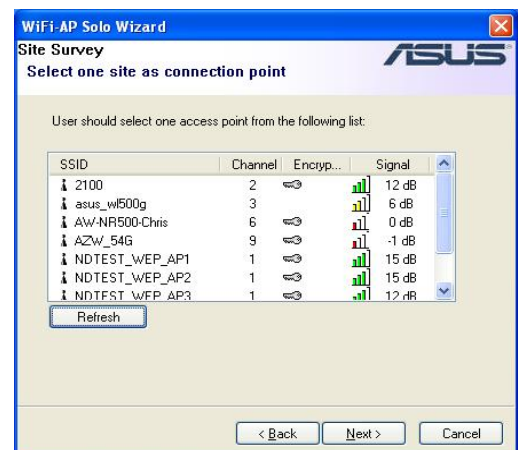 WiFi-AP Solo Wizard
Site Survey
Select one site as connection point
ASUS
User should select one access point from the following list:
SSID Channel Encryp... Signal
2100 2 12 dB
asus_wl500g 3 6 dB
AW-NR500-Chris 6 0 dB
AZW_54G 9 -1 dB
NDTEST_WEP_AP1 1 15 dB
NDTEST_WEP_AP2 1 15 dB
NDTEST_WEP_AP3 1 12 dB
Refresh
< Back Next > Cancel